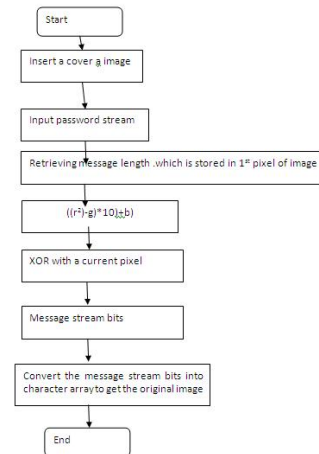 Start
Insert a cover a image
Input password stream
Retrieving message length .which is stored in 1st pixel of image
((r²)-g)*10)+b)
XOR with a current pixel
Message stream bits
Convert the message stream bits into
character array to get the original image
End